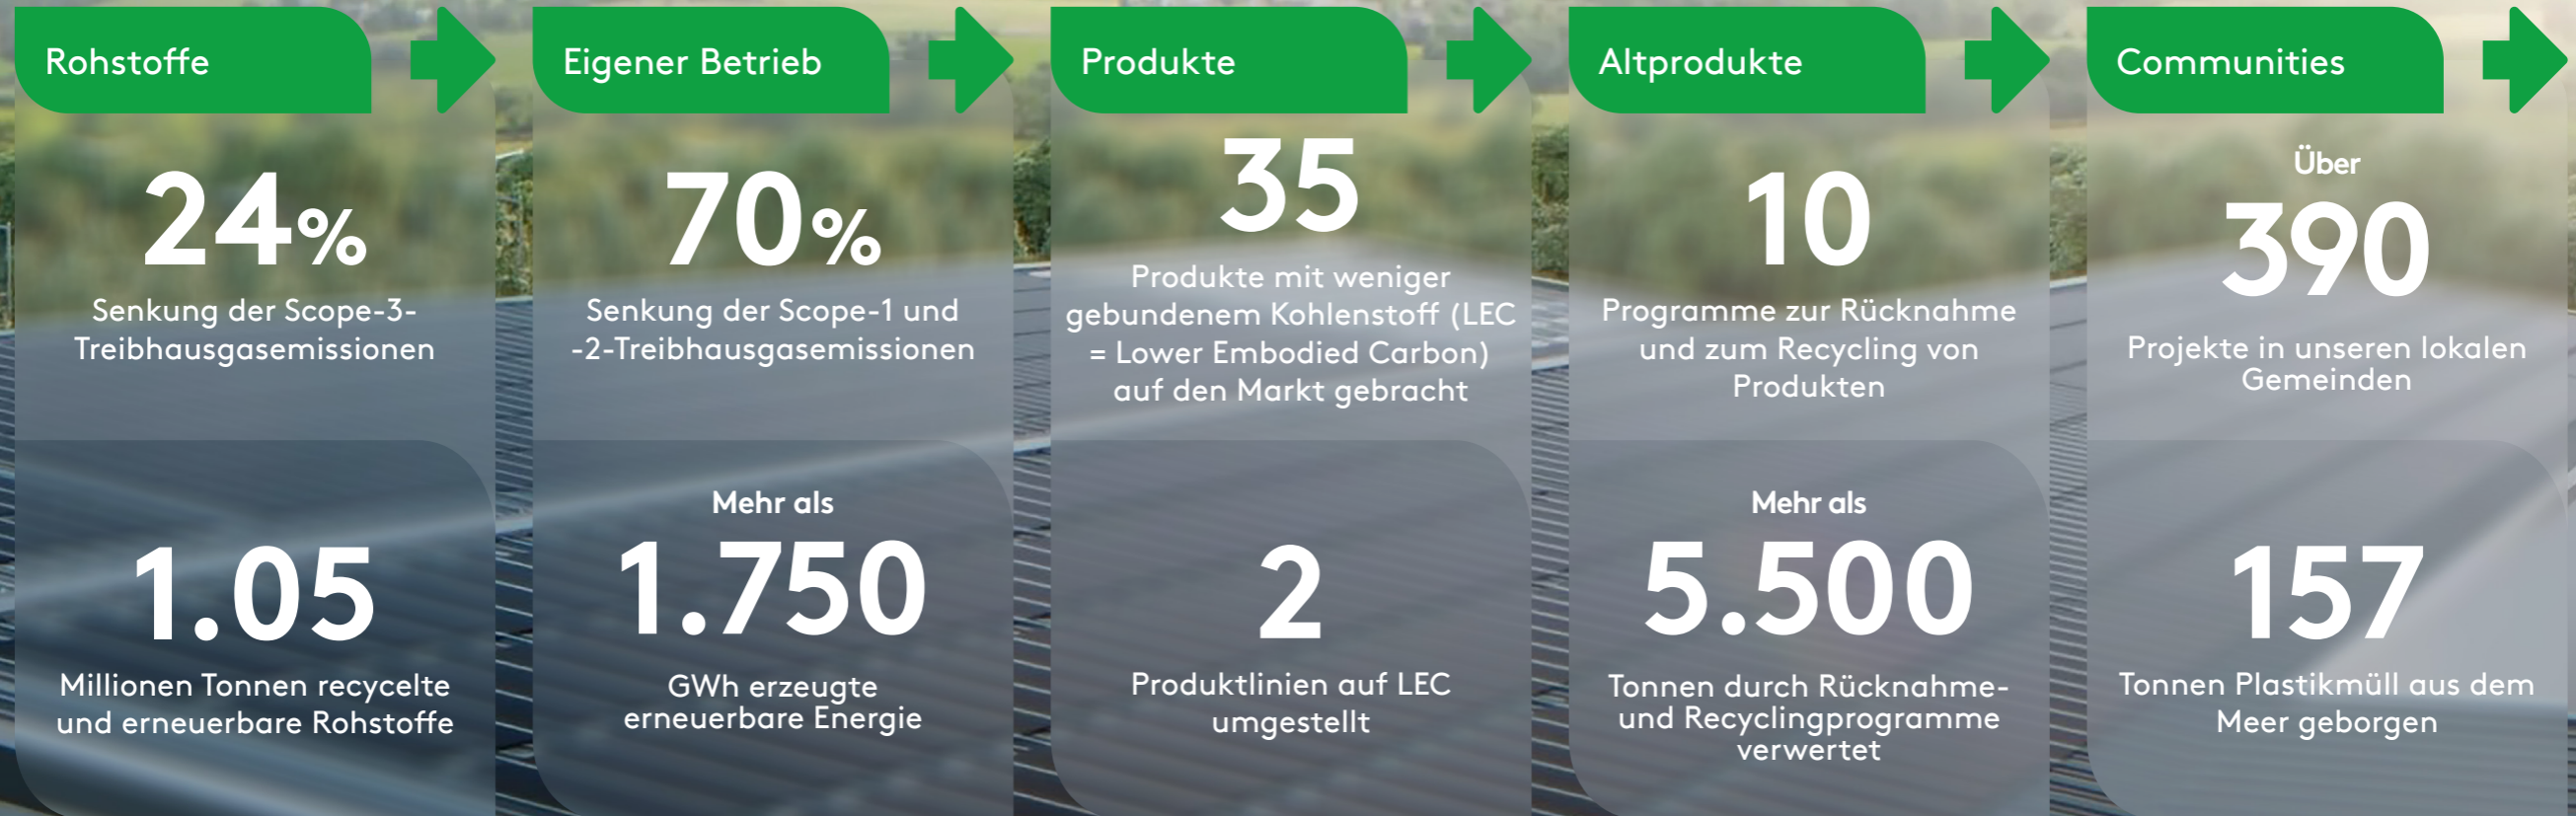 Rohstoffe
24%
Senkung der Scope-3-
Treibhausgasemissionen
1.05
Millionen Tonnen recycelte
und erneuerbare Rohstoffe
Eigener Betrieb
70%
Senkung der Scope-1 und
-2-Treibhausgasemissionen
Mehr als
1.750
GWh erzeugte
erneuerbare Energie
Produkte
35
Produkte mit weniger
gebundenem Kohlenstoff (LEC
= Lower Embodied Carbon)
auf den Markt gebracht
2
Produktlinien auf LEC
umgestellt
Altprodukte
10
Programme zur Rücknahme
und zum Recycling von
Produkten
Mehr als
5.500
Tonnen durch Rücknahme-
und Recyclingprogramme
verwertet
Communities
Über
390
Projekte in unseren lokalen
Gemeinden
157
Tonnen Plastikmüll aus dem
Meer geborgen